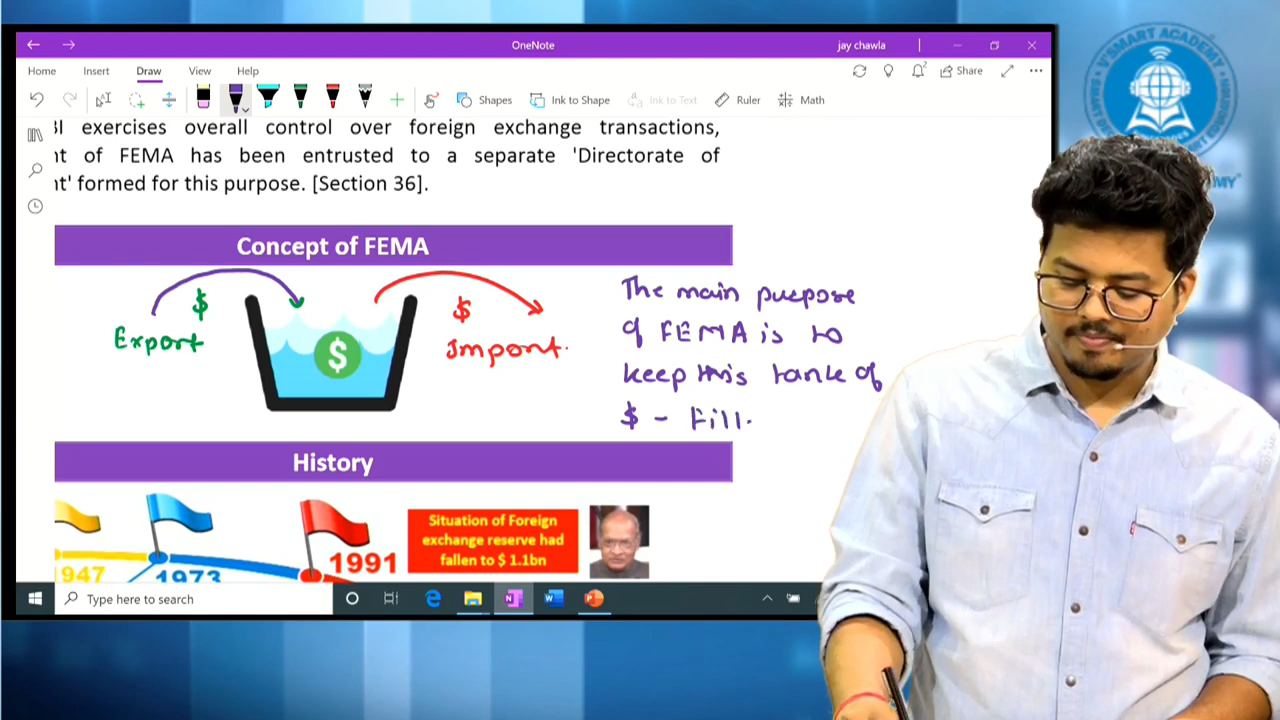 OneNote
jay chawla
Home Insert Draw View Help
Share
Shapes
Ink to Shape
Ink to Text
Ruler
Math
exercises overall control over foreign exchange transactions,
of FEMA has been entrusted to a separate 'Directorate of
formed for this purpose. [Section 36].
Concept of FEMA
$
Export
$
$
Import.
The main purpose
of FEMA is to
keep this tank of
$ - Fill.
History
1947
1973
1991
Situation of Foreign
exchange reserve had
fallen to $ 1.1bn
Type here to search
V'SMART ACADEMY